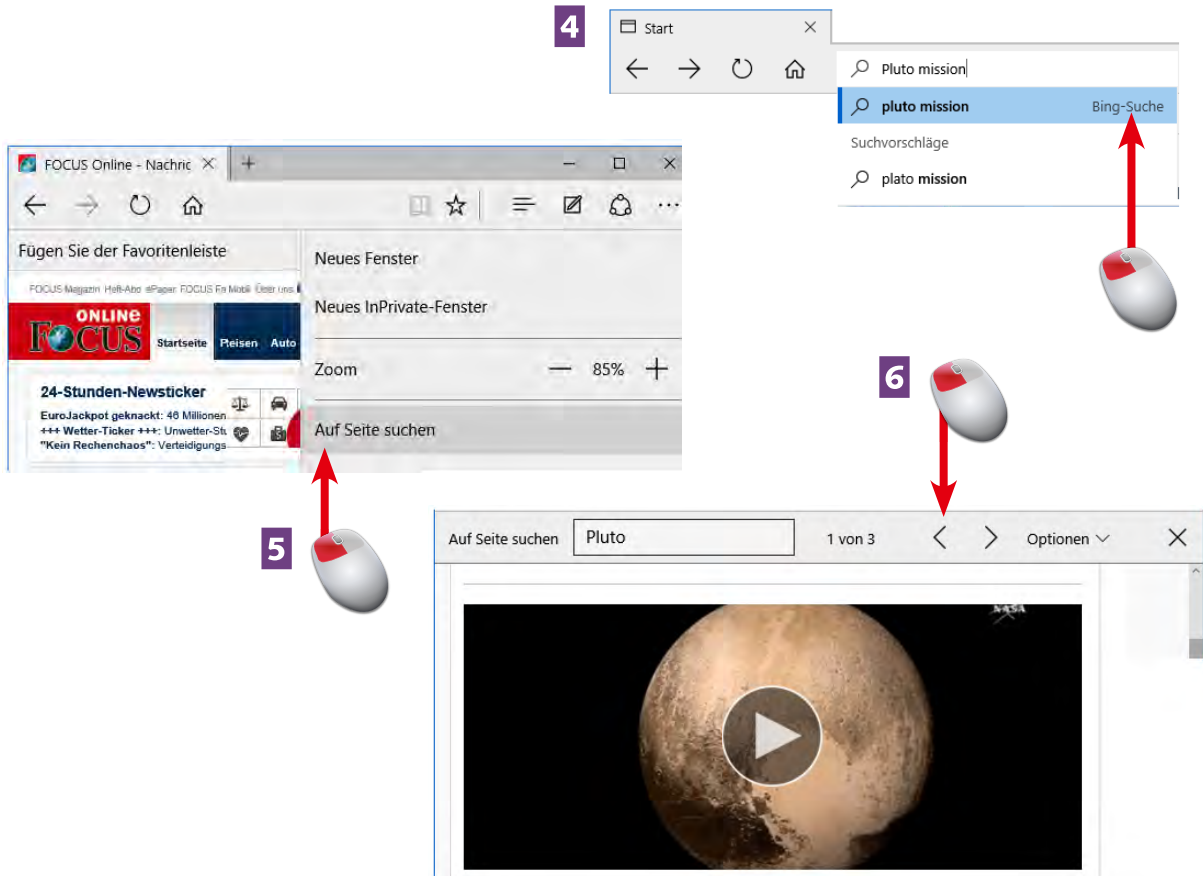 4
Start
Pluto mission
pluto mission Bing-Suche
Suchvorschläge
plato mission
FOCUS Online - Nachric
Fügen Sie der Favoritenleiste
FOCUS Magazin Heft-Abo ePaper FOCUS En Mobil Über uns
ONLINE
FOCUS Startseite Reisen Auto
24-Stunden-Newsticker
EuroJackpot geknackt: 46 Millionen
+++ Wetter-Ticker +++: Unwetter-Stu
"Kein Rechenchaos": Verteidigungs
Neues Fenster
Neues InPrivate-Fenster
Zoom 85%
Auf Seite suchen
5
6
Auf Seite suchen Pluto 1 von 3 Optionen
NASA